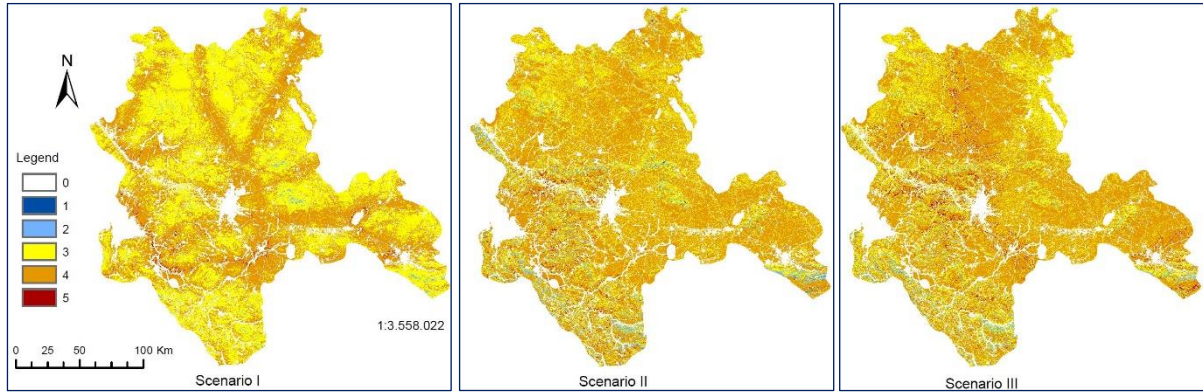 N
Legend
0
1
2
3
4
5
1:3.558.022
0 25 50 100 Km
Scenario I
Scenario II
Scenario III